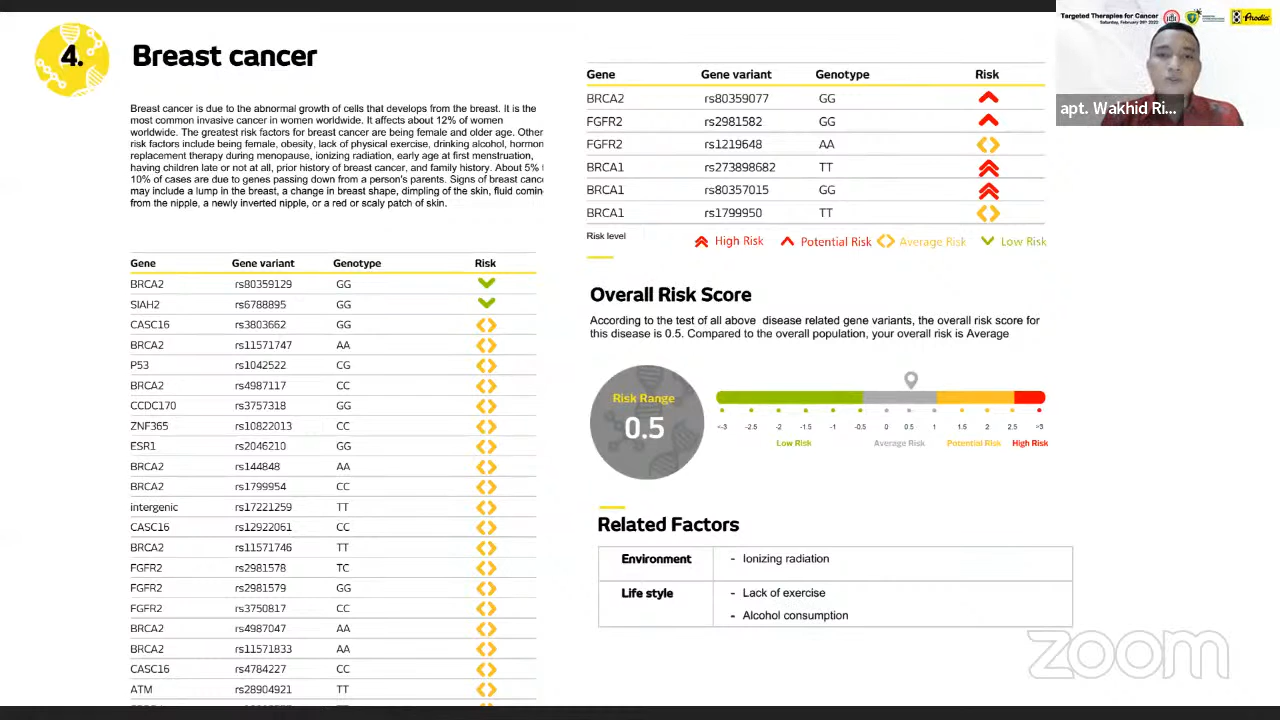 4. Breast cancer
Breast cancer is due to the abnormal growth of cells that develops from the breast. It is the
most common invasive cancer in women worldwide. It affects about 12% of women
worldwide. The greatest risk factors for breast cancer are being female and older age. Other
risk factors include being female, obesity, lack of physical exercise, drinking alcohol, hormon
replacement therapy during menopause, ionizing radiation, early age at first menstruation,
having children late or not at all, prior history of breast cancer, and family history. About 5%
10% of cases are due to genes passing down from a person's parents. Signs of breast canc
may include a lump in the breast, a change in breast shape, dimpling of the skin, fluid comin
from the nipple, a newly inverted nipple, or a red or scaly patch of skin.
Gene Gene variant Genotype Risk
BRCA2 rs80359129 GG
SIAH2 rs6788895 GG
CASC16 rs3803662 GG
BRCA2 rs11571747 AA
P53 rs1042522 CG
BRCA2 rs4987117 CC
CCDC170 rs3757318 GG
ZNF365 rs10822013 CC
ESR1 rs2046210 GG
BRCA2 rs144848 AA
BRCA2 rs1799954 CC
intergenic rs17221259 TT
CASC16 rs12922061 CC
BRCA2 rs11571746 TT
FGFR2 rs2981578 TC
FGFR2 rs2981579 GG
FGFR2 rs3750817 CC
BRCA2 rs4987047 AA
BRCA2 rs11571833 AA
CASC16 rs4784227 CC
ATM rs28904921 TT
Gene Gene variant Genotype Risk
BRCA2 rs80359077 GG
FGFR2 rs2981582 GG
FGFR2 rs1219648 AA
BRCA1 rs273898682 TT
BRCA1 rs80357015 GG
BRCA1 rs1799950 TT
Risk level High Risk Potential Risk Average Risk Low Risk
Overall Risk Score
According to the test of all above disease related gene variants, the overall risk score for
this disease is 0.5. Compared to the overall population, your overall risk is Average
Risk Range
0.5
<-3 -2.5 -2 -1.5 -1 -0.5 0 0.5 1 1.5 2 2.5 >3
Low Risk Average Risk Potential Risk High Risk
Related Factors
Environment - Ionizing radiation
Life style - Lack of exercise
- Alcohol consumption
Targeted Therapies for Cancer
apt. Wakhid Ri...
zoom